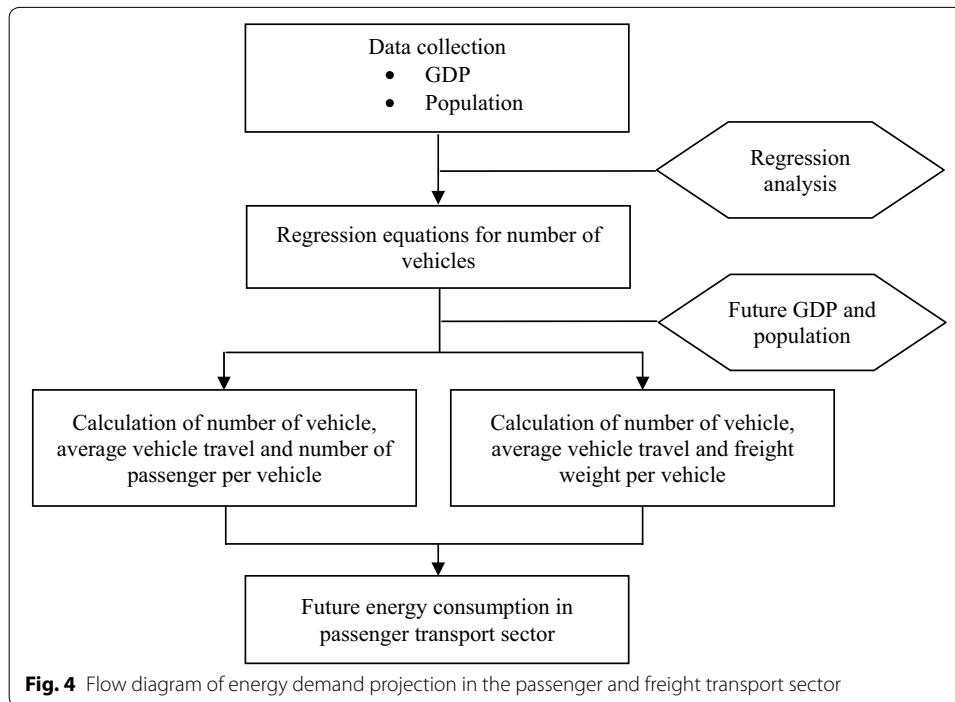 Data collection
• GDP
• Population
Regression
analysis
Regression equations for number of
vehicles
Future GDP and
population
Calculation of number of vehicle,
average vehicle travel and number of
passenger per vehicle
Calculation of number of vehicle,
average vehicle travel and freight
weight per vehicle
Future energy consumption in
passenger transport sector
Fig. 4 Flow diagram of energy demand projection in the passenger and freight transport sector